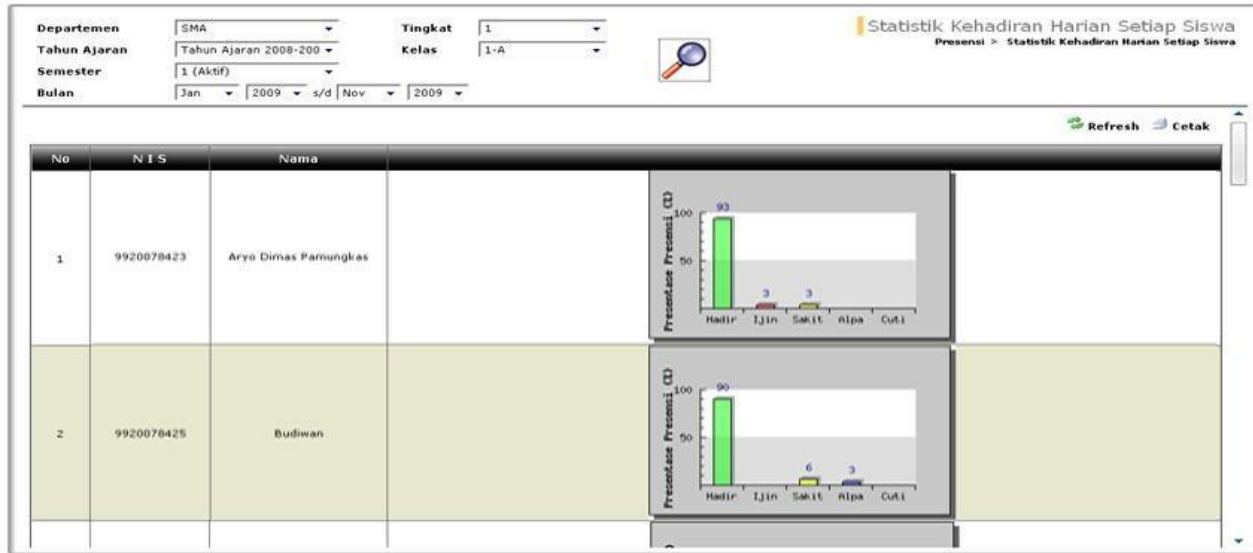 Departemen SMA Tingkat 1
Statistik Kehadiran Harian Setiap Siswa
Tahun Ajaran Tahun Ajaran 2008-200 Kelas 1-A
Presensi > Statistik Kehadiran Harian Setiap Siswa
Semester 1 (Aktif)
Bulan Jan 2009 s/d Nov 2009
Refresh Cetak
No N I S Nama
1 9920078423 Aryo Dimas Pamungkas
Presentase Presensi (%)
93
100
50
3 3
Hadir Ijin Sakit Alpa Cuti
2 9920078425 Budiwan
Presentase Presensi (%)
90
100
50
6 3
Hadir Ijin Sakit Alpa Cuti